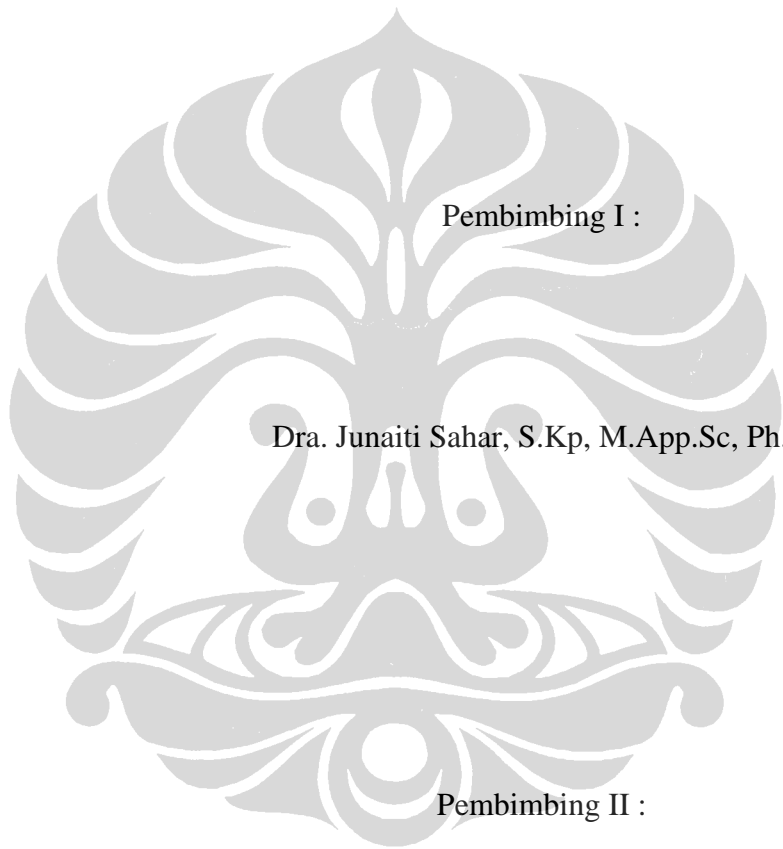 Pembimbing I :
Dra. Junaiti Sahar, S.Kp, M.App.Sc, Ph.
Pembimbing II :